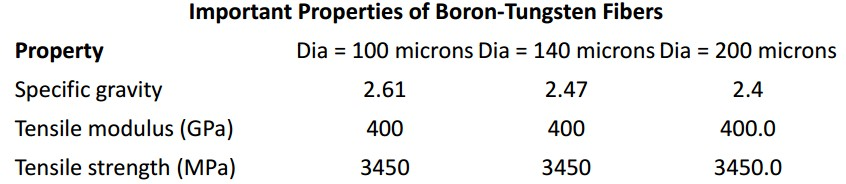 Important Properties of Boron-Tungsten Fibers
Property Dia = 100 microns Dia = 140 microns Dia = 200 microns
Specific gravity 2.61 2.47 2.4
Tensile modulus (GPa) 400 400 400.0
Tensile strength (MPa) 3450 3450 3450.0